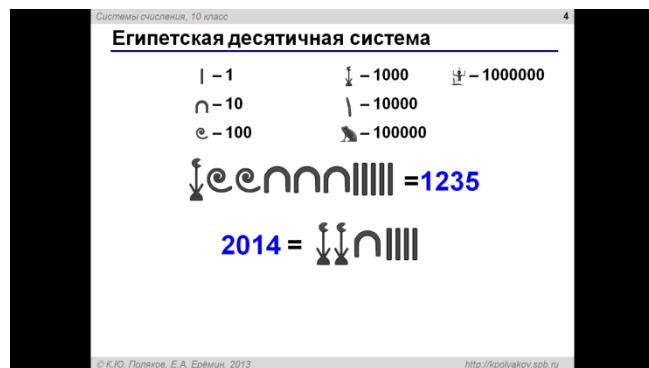 Системы счисления, 10 класс 4
Египетская десятичная система
| – 1 – 1000 – 1000000
∩ – 10 – 10000
– 100 – 100000
=1235
2014 =
© К.Ю. Поляков, Е.А. Ерёмин, 2013 http://kpolyakov.spb.ru